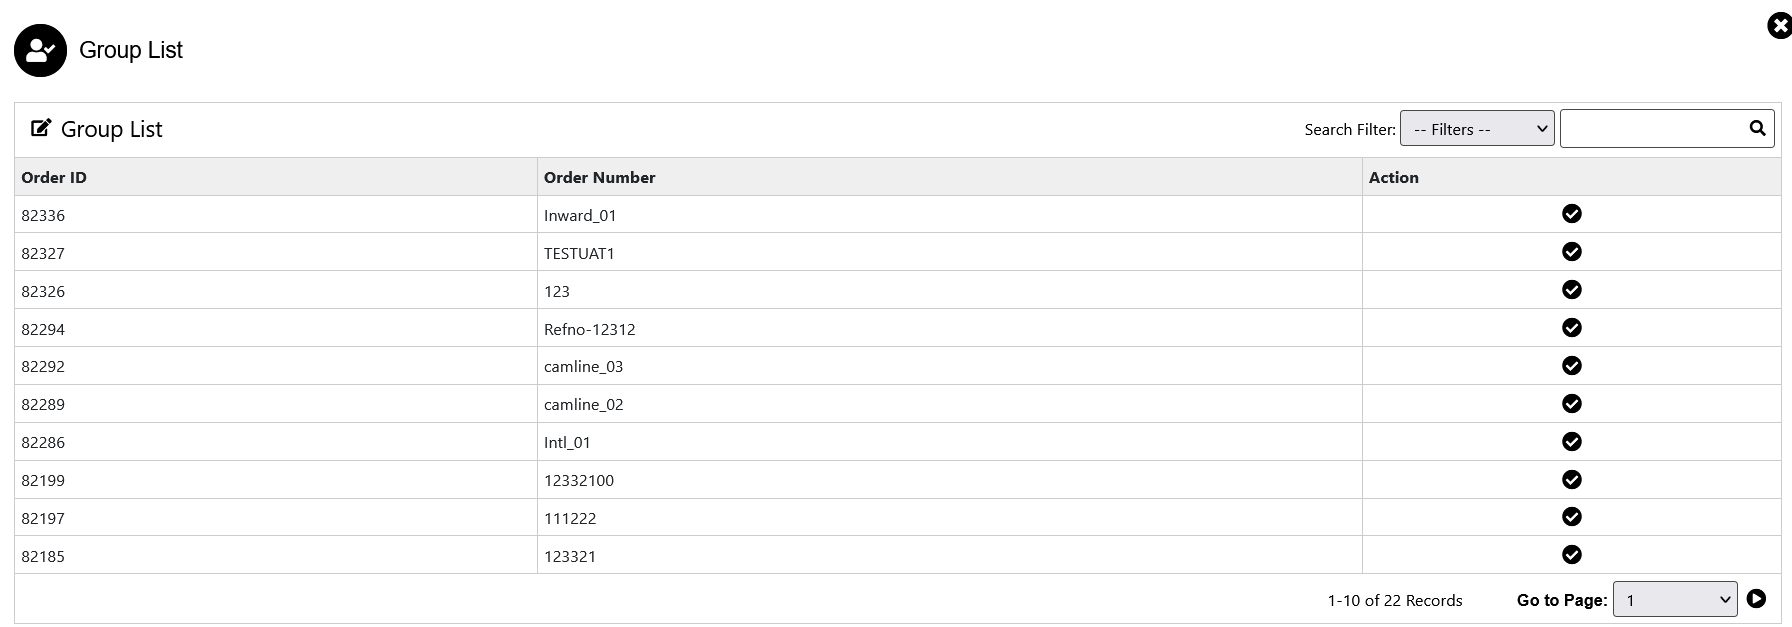 Group List
Group List
Search Filter: -- Filters --
Order ID Order Number Action
82336 Inward_01
82327 TESTUAT1
82326 123
82294 Refno-12312
82292 camline_03
82289 camline_02
82286 Intl_01
82199 12332100
82197 111222
82185 123321
1-10 of 22 Records Go to Page: 1